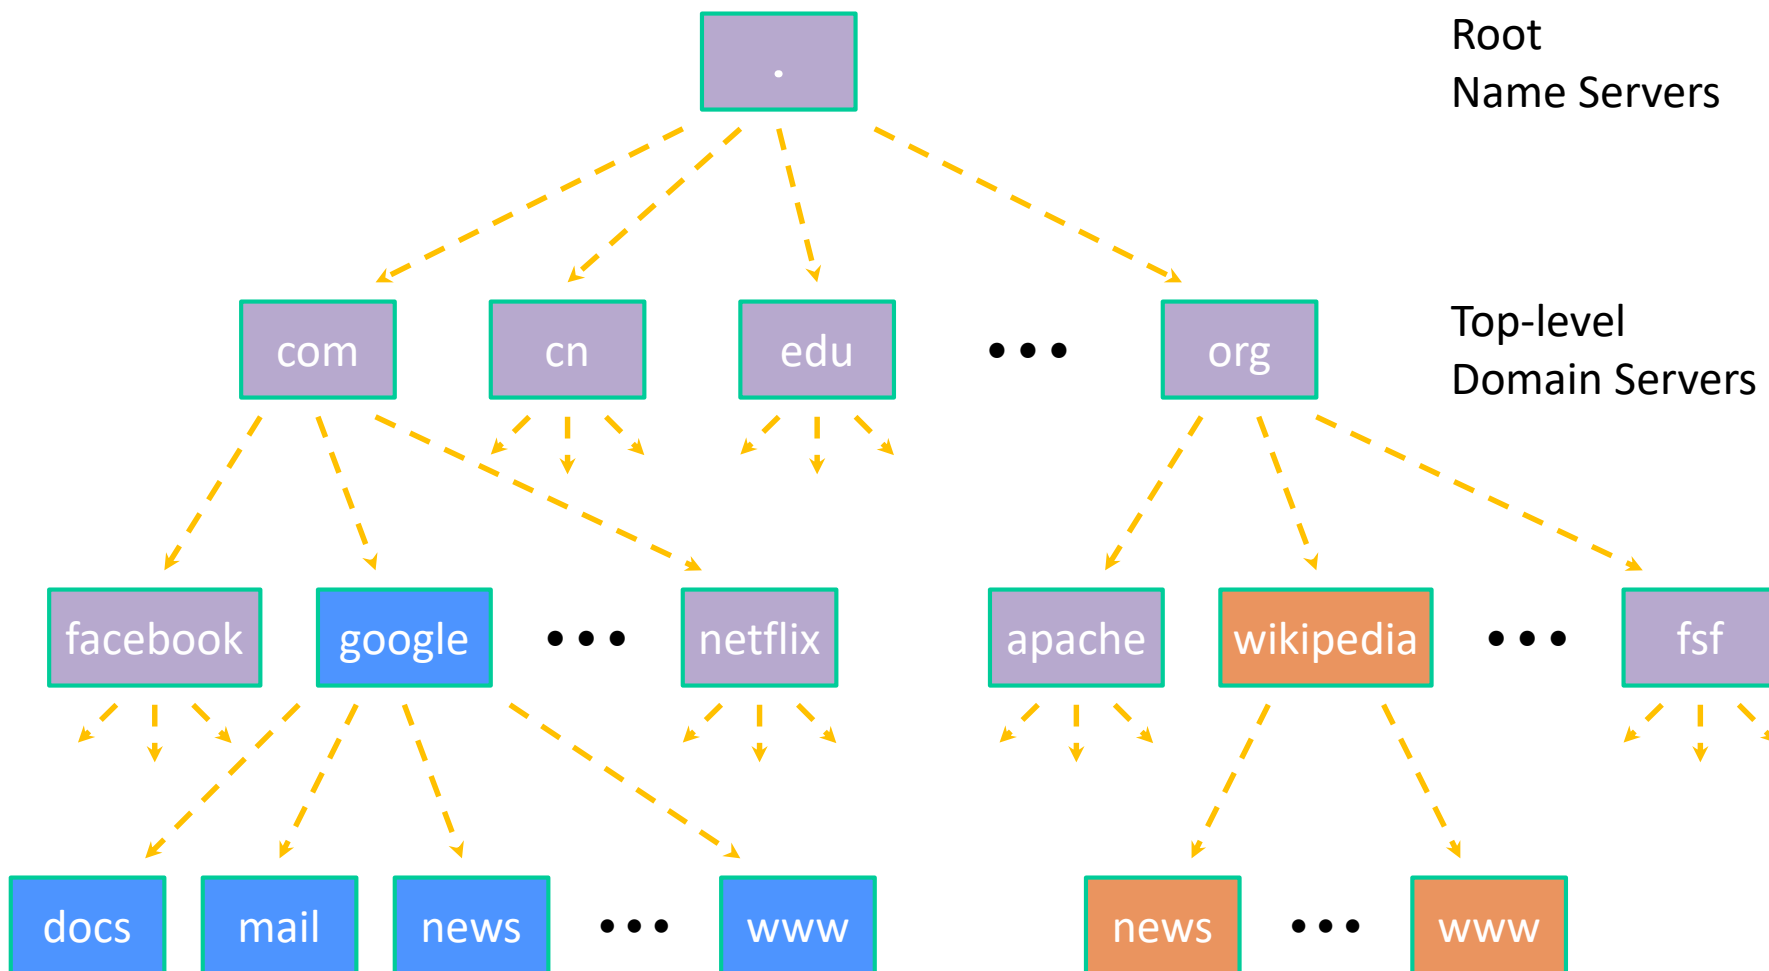 .
Root
Name Servers
com
cn
edu
•••
org
Top-level
Domain Servers
facebook
google
•••
netflix
apache
wikipedia
•••
fsf
docs
mail
news
•••
www
news
•••
www